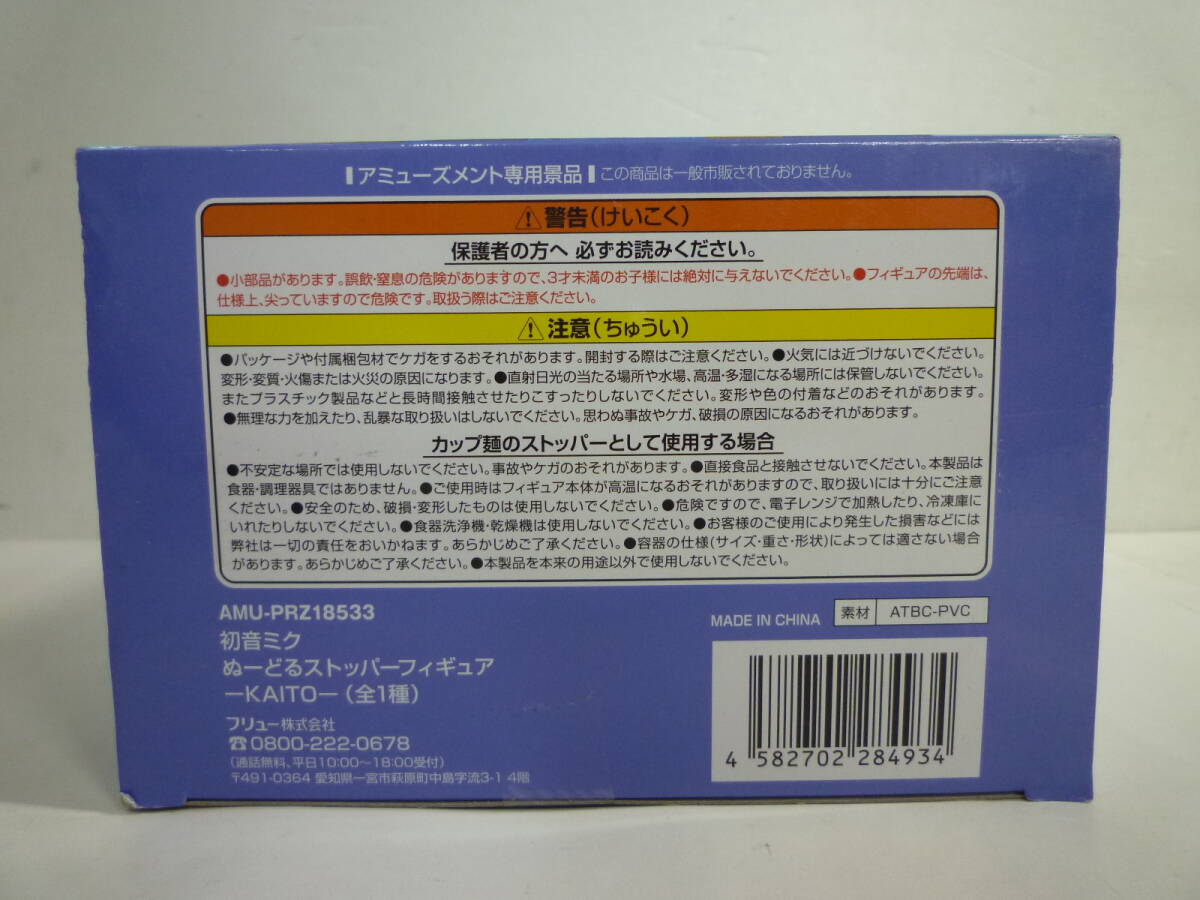 アミューズメント専用景品 この商品は一般市販されておりません。
⚠警告(けいこく)
保護者の方へ 必ずお読みください。
●小部品があります。誤飲・窒息の危険がありますので、3才未満のお子様には絶対に与えないでください。●フィギュアの先端は、
仕様上、尖っていますので危険です。取扱う際はご注意ください。
⚠注意(ちゅうい)
●パッケージや付属梱包材でケガをするおそれがあります。開封する際はご注意ください。●火気には近づけないでください。
変形・変質・火傷または火災の原因になります。●直射日光の当たる場所や水場、高温・多湿になる場所には保管しないでください。
またプラスチック製品などと長時間接触させたりこすったりしないでください。変形や色の付着などのおそれがあります。
●無理な力を加えたり、乱暴な取り扱いはしないでください。思わぬ事故やケガ、破損の原因になるおそれがあります。
カップ麺のストッパーとして使用する場合
●不安定な場所では使用しないでください。事故やケガのおそれがあります。●直接食品と接触させないでください。本製品は
食器・調理器具ではありません。●ご使用時はフィギュア本体が高温になるおそれがありますので、取り扱いには十分にご注意
ください。●安全のため、破損・変形したものは使用しないでください。●危険ですので、電子レンジで加熱したり、冷凍庫に
いれたりしないでください。●食器洗浄機・乾燥機は使用しないでください。●お客様のご使用により発生した損害などには
弊社は一切の責任をおいかねます。あらかじめご了承ください。●容器の仕様(サイズ・重さ・形状)によっては適さない場合
があります。あらかじめご了承ください。●本製品を本来の用途以外で使用しないでください。
AMU-PRZ18533
初音ミク
ぬーどるストッパーフィギュア
―KAITO―(全1種)
フリュー株式会社
☎0800-222-0678
(通話無料、平日10:00〜18:00受付)
〒491-0364 愛知県一宮市萩原町中島字流3-1 4階
MADE IN CHINA 素材 ATBC-PVC
4 582702 284934